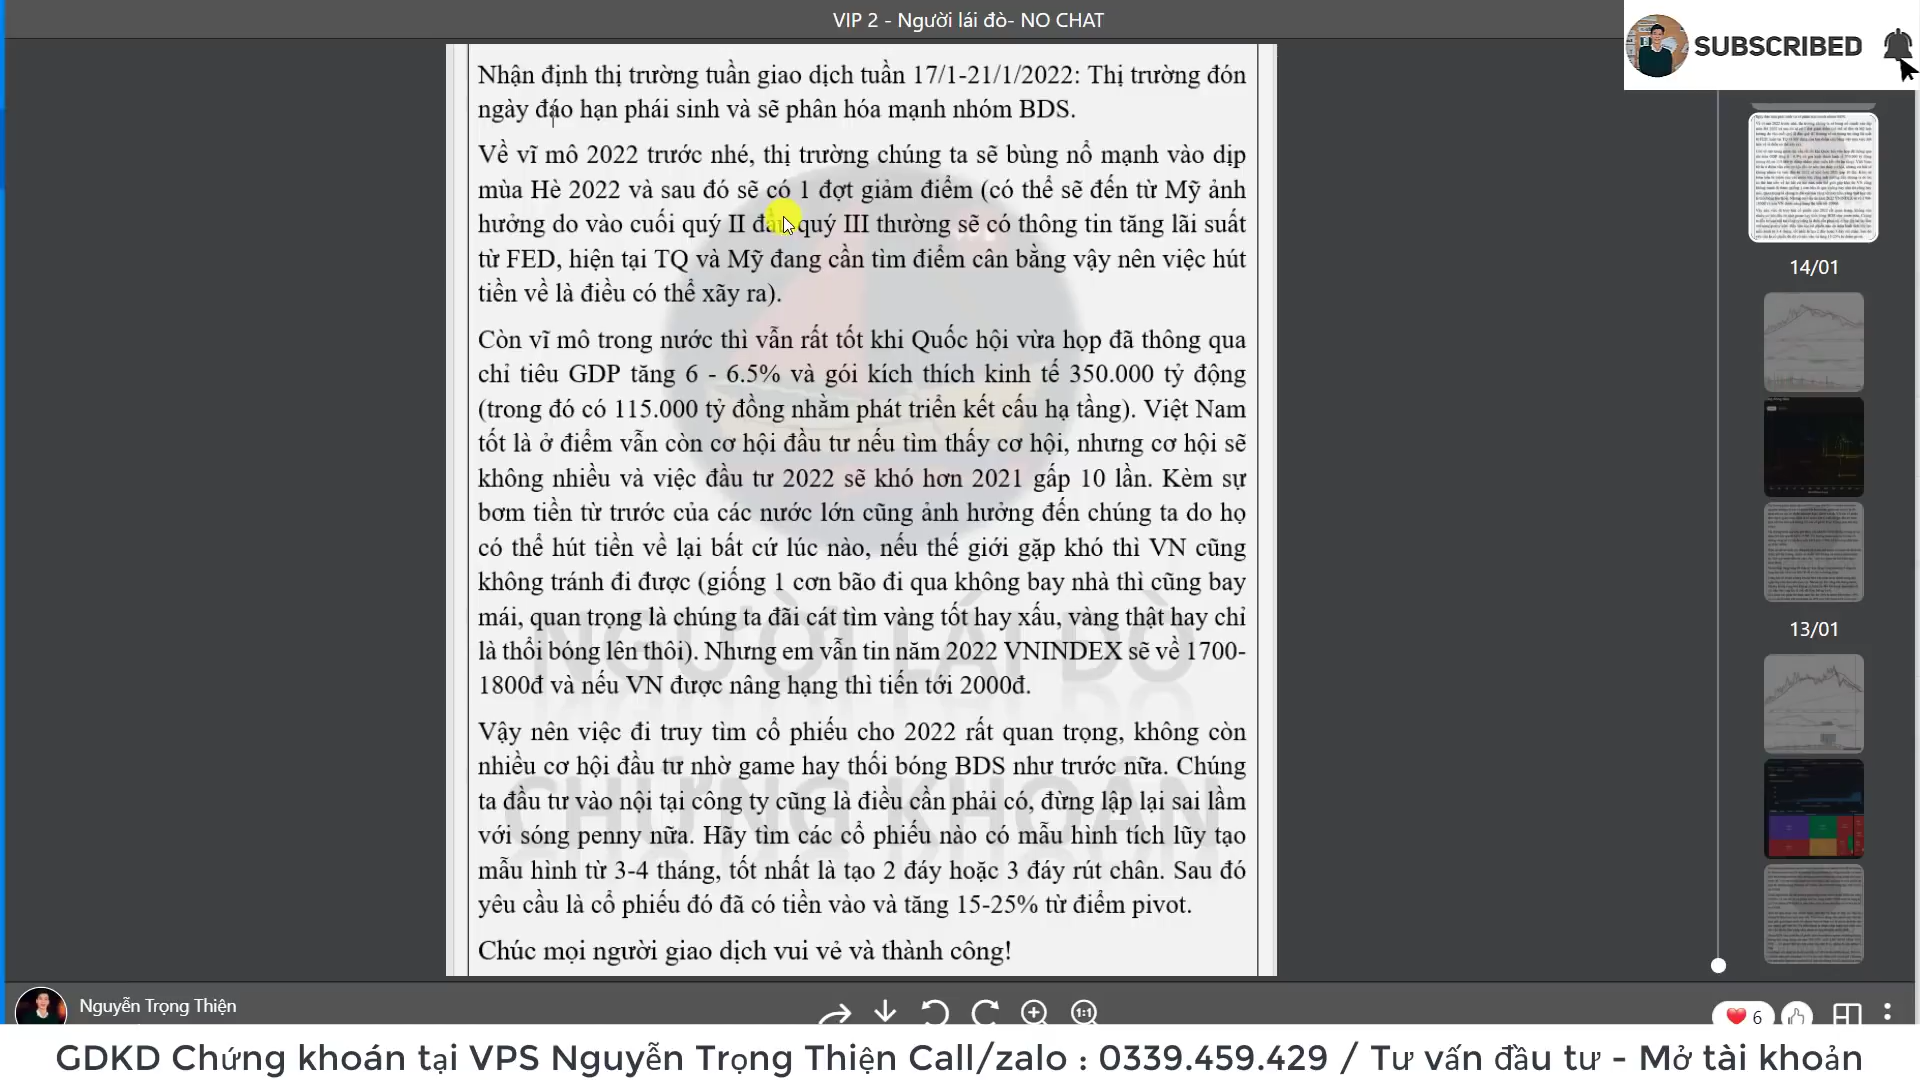 VIP 2 - Người lái đò- NO CHAT
SUBSCRIBED
Nhận định thị trường tuần giao dịch tuần 17/1-21/1/2022: Thị trường đón
ngày đáo hạn phái sinh và sẽ phân hóa mạnh nhóm BDS.
Về vĩ mô 2022 trước nhé, thị trường chúng ta sẽ bùng nổ mạnh vào dịp
mùa Hè 2022 và sau đó sẽ có 1 đợt giảm điểm (có thể sẽ đến từ Mỹ ảnh
hưởng do vào cuối quý II đầu quý III thường sẽ có thông tin tăng lãi suất
từ FED, hiện tại TQ và Mỹ đang cần tìm điểm cân bằng vậy nên việc hút
tiền về là điều có thể xãy ra).
Còn vĩ mô trong nước thì vẫn rất tốt khi Quốc hội vừa họp đã thông qua
chỉ tiêu GDP tăng 6 - 6.5% và gói kích thích kinh tế 350.000 tỷ động
(trong đó có 115.000 tỷ đồng nhằm phát triển kết cấu hạ tầng). Việt Nam
tốt là ở điểm vẫn còn cơ hội đầu tư nếu tìm thấy cơ hội, nhưng cơ hội sẽ
không nhiều và việc đầu tư 2022 sẽ khó hơn 2021 gấp 10 lần. Kèm sự
bơm tiền từ trước của các nước lớn cũng ảnh hưởng đến chúng ta do họ
có thể hút tiền về lại bất cứ lúc nào, nếu thế giới gặp khó thì VN cũng
không tránh đi được (giống 1 cơn bão đi qua không bay nhà thì cũng bay
mái, quan trọng là chúng ta đãi cát tìm vàng tốt hay xấu, vàng thật hay chỉ
là thổi bóng lên thôi). Nhưng em vẫn tin năm 2022 VNINDEX sẽ về 1700-
1800đ và nếu VN được nâng hạng thì tiến tới 2000đ.
Vậy nên việc đi truy tìm cổ phiếu cho 2022 rất quan trọng, không còn
nhiều cơ hội đầu tư nhờ game hay thối bóng BDS như trước nữa. Chúng
ta đầu tư vào nội tại công ty cũng là điều cần phải có, đừng lập lại sai lầm
với sóng penny nữa. Hãy tìm các cổ phiếu nào có mẫu hình tích lũy tạo
mẫu hình từ 3-4 tháng, tốt nhất là tạo 2 đáy hoặc 3 đáy rút chân. Sau đó
yêu cầu là cổ phiếu đó đã có tiền vào và tăng 15-25% từ điểm pivot.
Chúc mọi người giao dịch vui vẻ và thành công!
NGƯỜI LÁI ĐÒ
CHỨNG KHOÁN
14/01
13/01
Nguyễn Trọng Thiện
1:1
6
GDKD Chứng khoán tại VPS Nguyễn Trọng Thiện Call/zalo : 0339.459.429 / Tư vấn đầu tư - Mở tài khoản